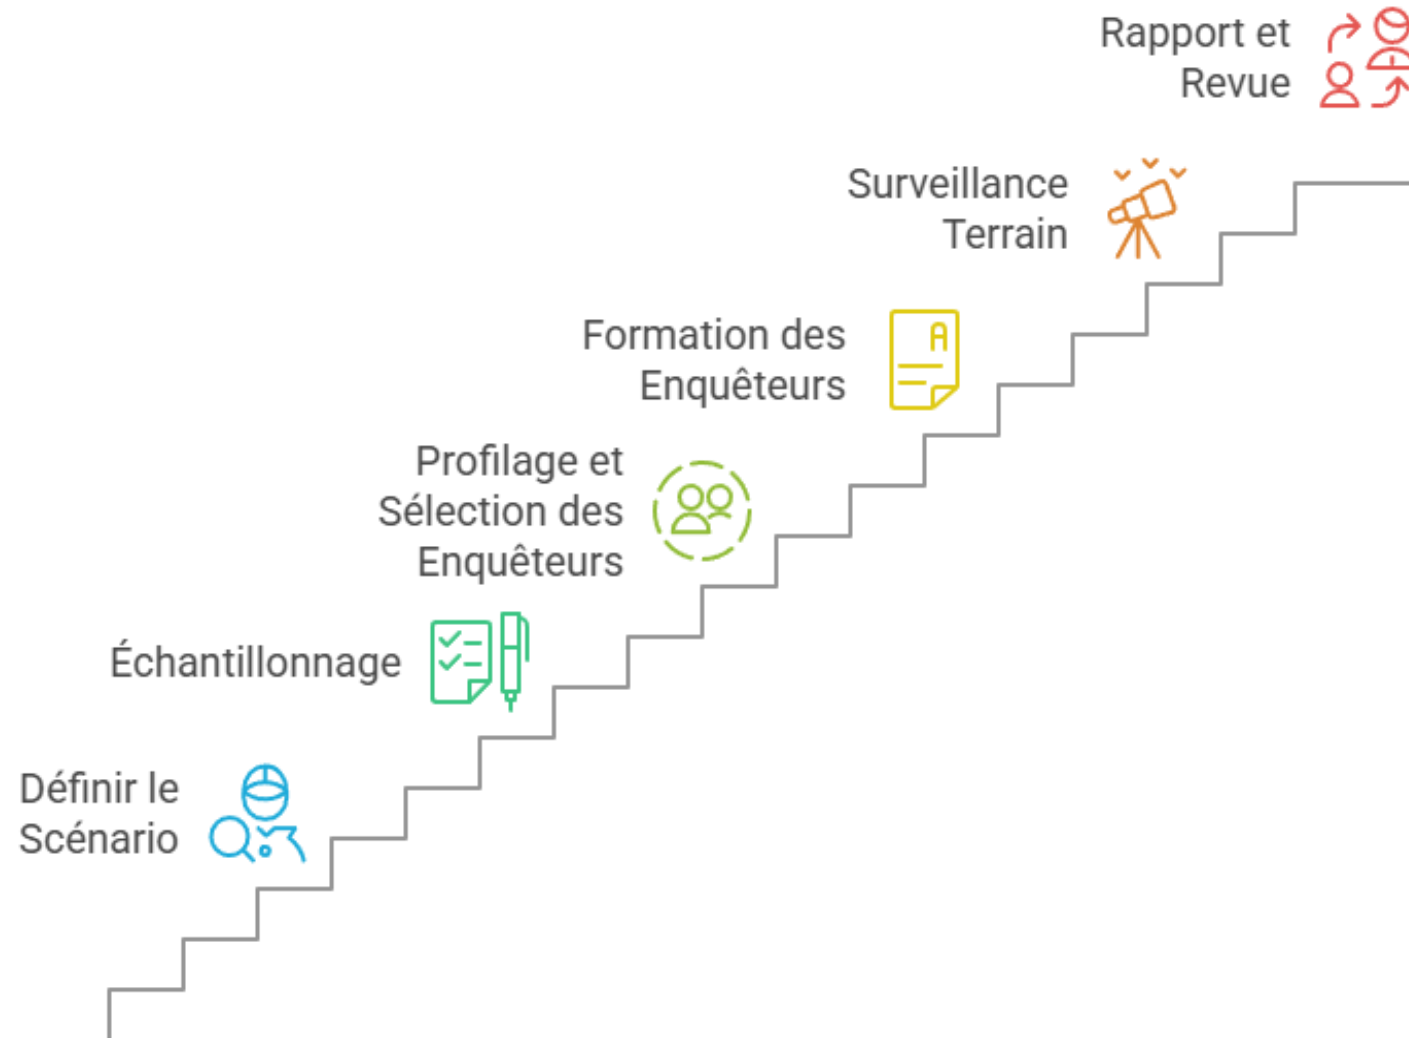 Rapport et
Revue
Surveillance
Terrain
Formation des
Enquêteurs
Profilage et
Sélection des
Enquêteurs
Échantillonnage
Définir le
Scénario